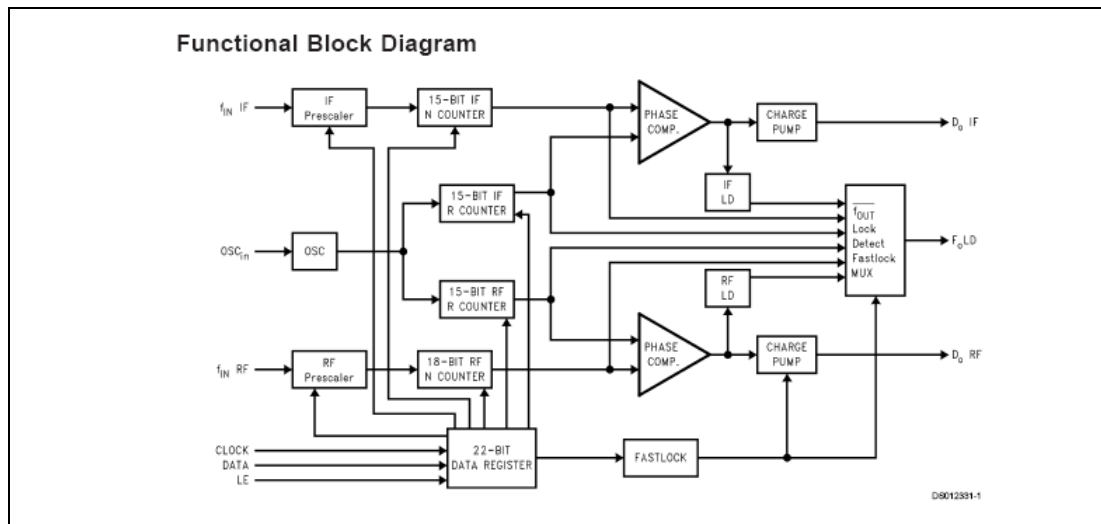 Functional Block Diagram
f_IN IF
IF
Prescaler
15-BIT IF
N COUNTER
PHASE
COMP.
CHARGE
PUMP
D_o IF
IF
LD
15-BIT IF
R COUNTER
OSC_in
OSC
f_OUT
Lock
Detect
Fastlock
MUX
F_oLD
15-BIT RF
R COUNTER
RF
LD
f_IN RF
RF
Prescaler
18-BIT RF
N COUNTER
PHASE
COMP.
CHARGE
PUMP
D_o RF
CLOCK
DATA
LE
22-BIT
DATA REGISTER
FASTLOCK
DS012331-1